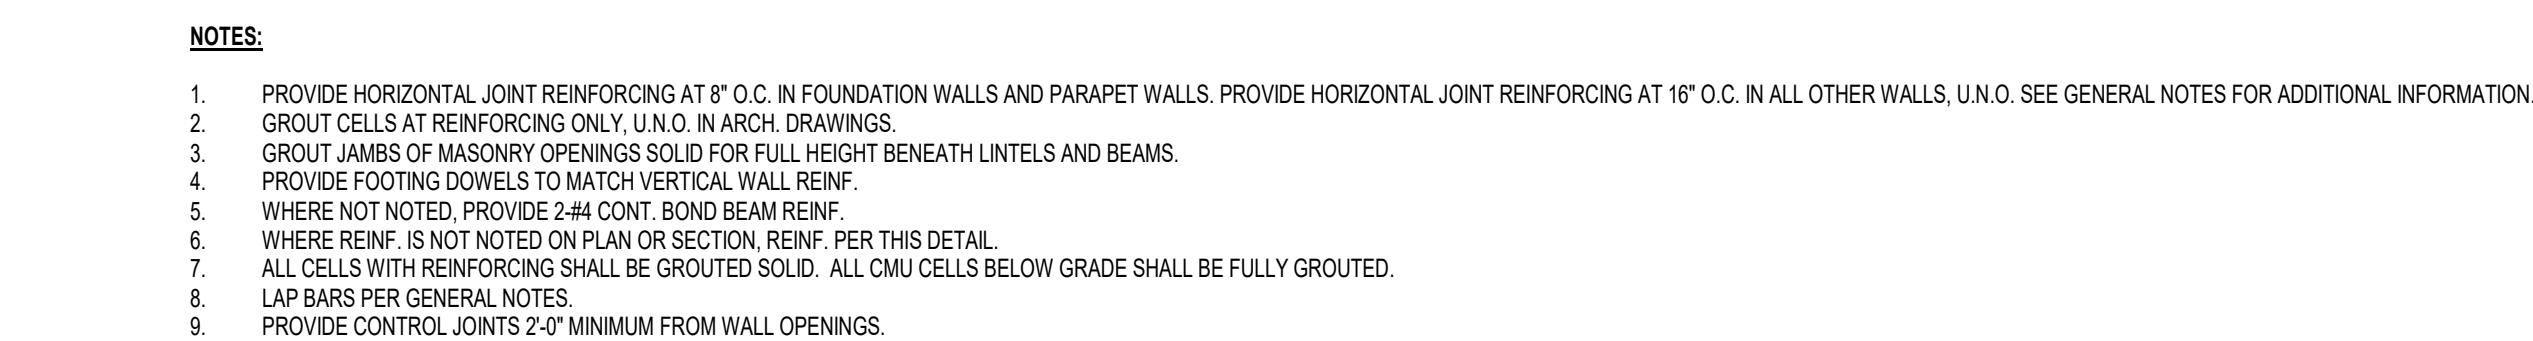 NOTES:
1. PROVIDE HORIZONTAL JOINT REINFORCING AT 8" O.C. IN FOUNDATION WALLS AND PARAPET WALLS. PROVIDE HORIZONTAL JOINT REINFORCING AT 16" O.C. IN ALL OTHER WALLS, U.N.O. SEE GENERAL NOTES FOR ADDITIONAL INFORMATION.
2. GROUT CELLS AT REINFORCING ONLY, U.N.O. IN ARCH. DRAWINGS.
3. GROUT JAMBS OF MASONRY OPENINGS SOLID FOR FULL HEIGHT BENEATH LINTELS AND BEAMS.
4. PROVIDE FOOTING DOWELS TO MATCH VERTICAL WALL REINF.
5. WHERE NOT NOTED, PROVIDE 2-#4 CONT. BOND BEAM REINF.
6. WHERE REINF. IS NOT NOTED ON PLAN OR SECTION, REINF. PER THIS DETAIL.
7. ALL CELLS WITH REINFORCING SHALL BE GROUTED SOLID.  ALL CMU CELLS BELOW GRADE SHALL BE FULLY GROUTED.
8. LAP BARS PER GENERAL NOTES.
9. PROVIDE CONTROL JOINTS 2'-0" MINIMUM FROM WALL OPENINGS.